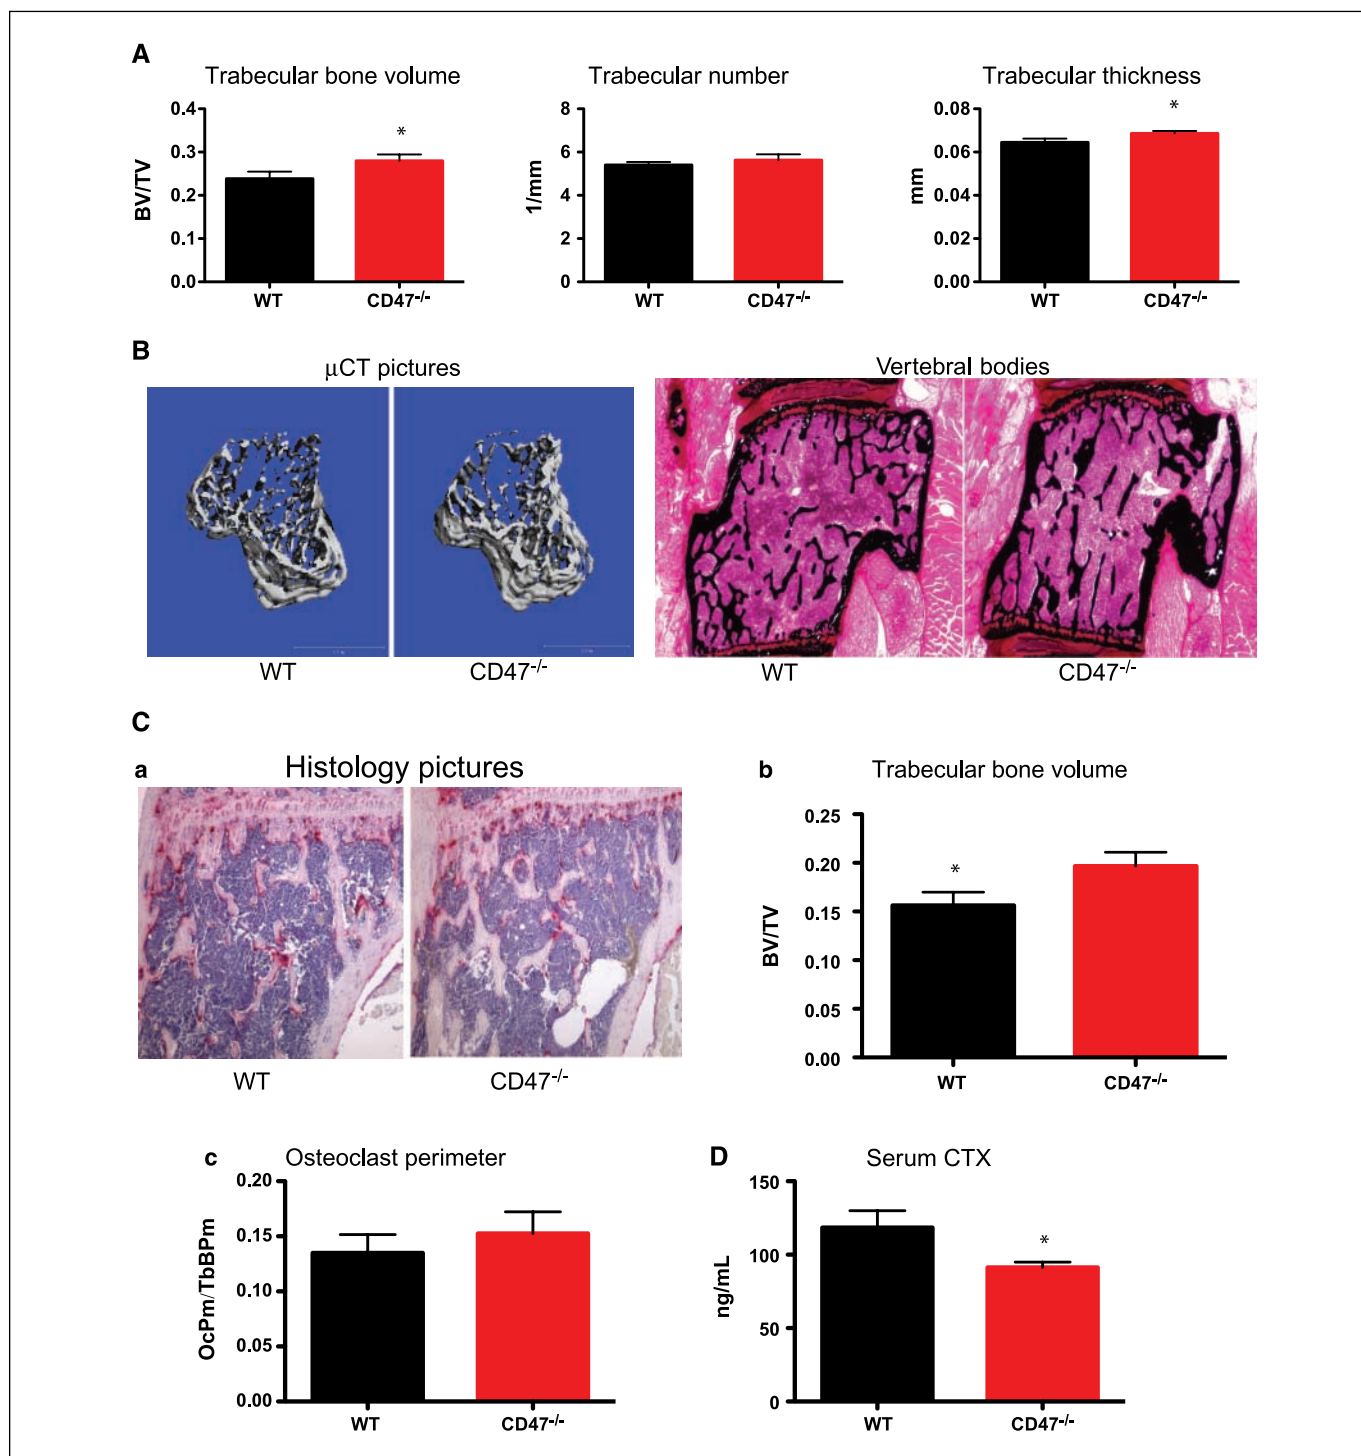 A
Trabecular bone volume
Trabecular number
Trabecular thickness
BV/TV
0.4
0.3
0.2
0.1
0.0
*
WT
CD47-/-
1/mm
8
6
4
2
0
WT
CD47-/-
mm
0.08
0.06
0.04
0.02
0.00
*
WT
CD47-/-
B
μCT pictures
Vertebral bodies
WT
CD47-/-
WT
CD47-/-
C
a
Histology pictures
WT
CD47-/-
b
Trabecular bone volume
BV/TV
0.25
0.20
0.15
0.10
0.05
0.00
*
WT
CD47-/-
c
Osteoclast perimeter
OcPm/TbBPm
0.20
0.15
0.10
0.05
0.00
WT
CD47-/-
D
Serum CTX
ng/mL
150
100
50
0
*
WT
CD47-/-